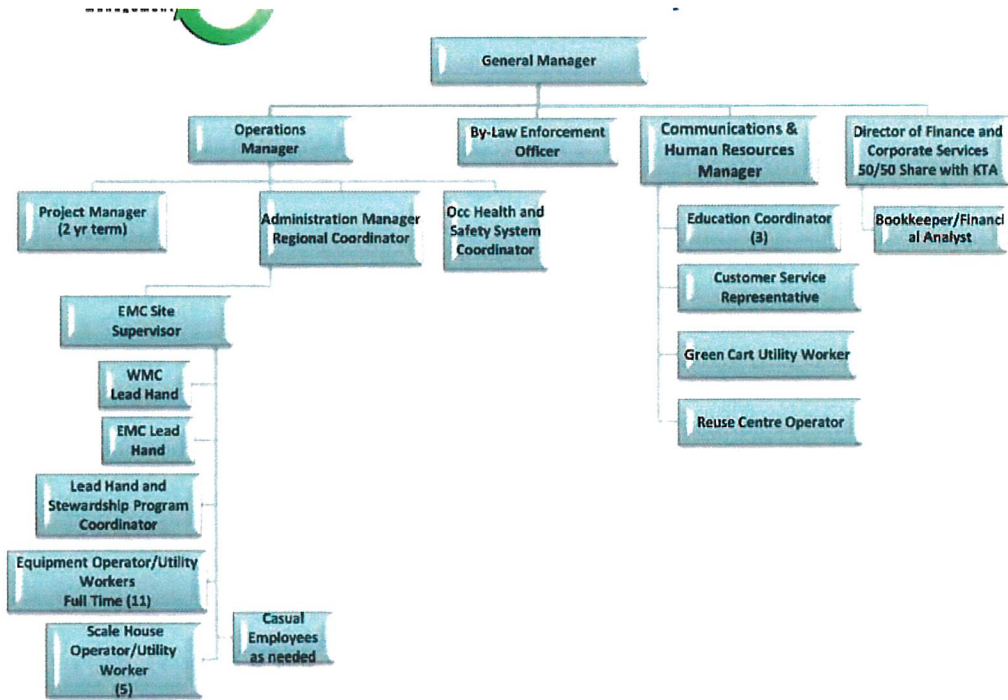 management
General Manager
Operations
Manager
By-Law Enforcement
Officer
Communications &
Human Resources
Manager
Director of Finance and
Corporate Services
50/50 Share with KTA
Project Manager
(2 yr term)
Administration Manager
Regional Coordinator
Occ Health and
Safety System
Coordinator
Education Coordinator
(3)
Bookkeeper/Financi
al Analyst
Customer Service
Representative
EMC Site
Supervisor
Green Cart Utility Worker
WMC
Lead Hand
Reuse Centre Operator
EMC Lead
Hand
Lead Hand and
Stewardship Program
Coordinator
Equipment Operator/Utility
Workers
Full Time (11)
Casual
Employees
as needed
Scale House
Operator/Utility
Worker
(5)